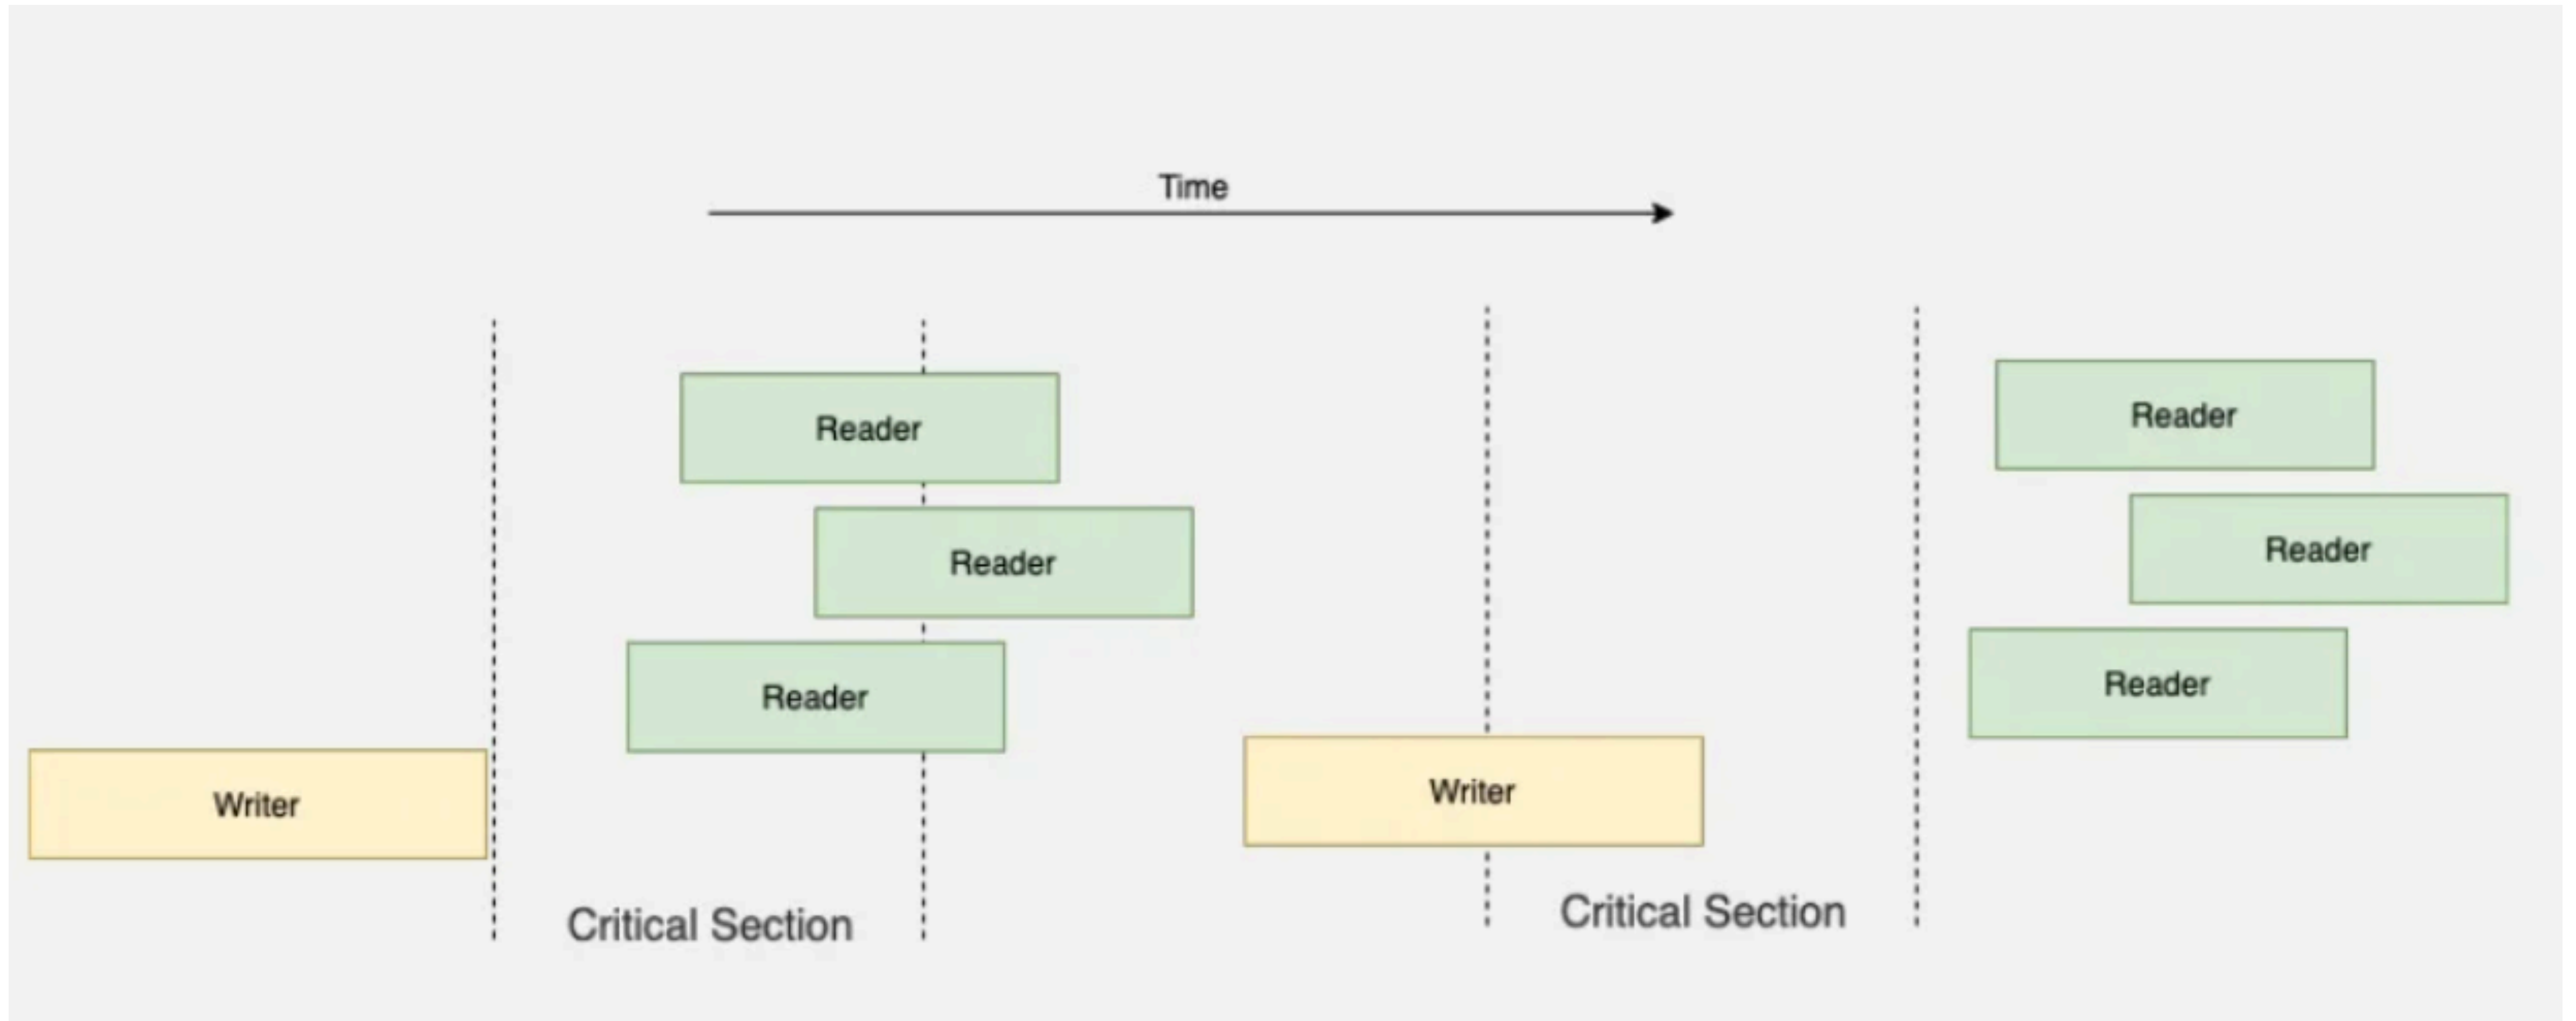 Time
Reader
Reader
Reader
Reader
Reader
Reader
Writer
Writer
Critical Section
Critical Section